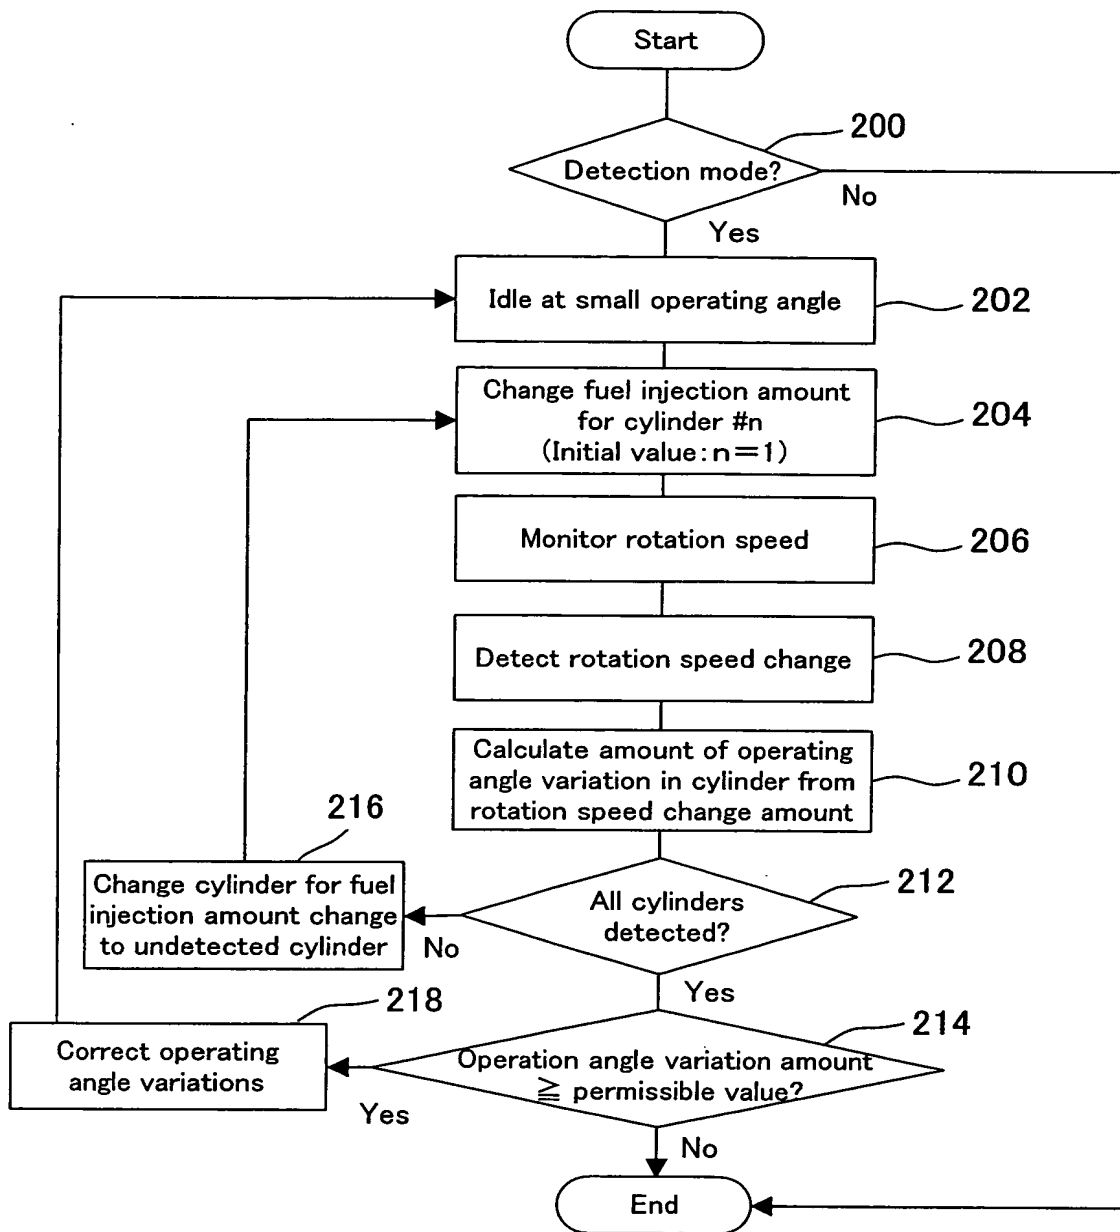 Start
200
Detection mode?
No
Yes
Idle at small operating angle
202
Change fuel injection amount
for cylinder #n
(Initial value:n=1)
204
Monitor rotation speed
206
Detect rotation speed change
208
Calculate amount of operating
angle variation in cylinder from
rotation speed change amount
210
216
Change cylinder for fuel
injection amount change
to undetected cylinder
No
All cylinders
detected?
212
Yes
218
Correct operating
angle variations
Yes
Operation angle variation amount
≧ permissible value?
214
No
End